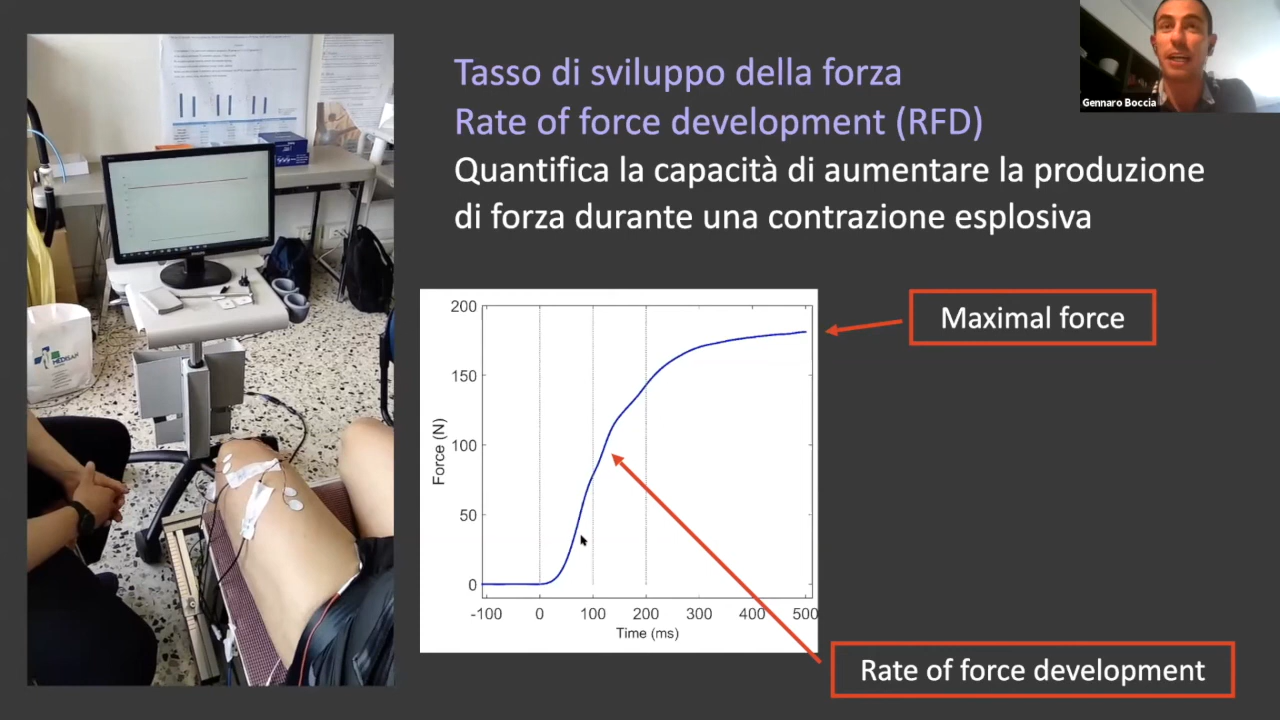 Tasso di sviluppo della forza
Rate of force development (RFD)
Quantifica la capacità di aumentare la produzione
di forza durante una contrazione esplosiva
Gennaro Boccia
Maximal force
200
150
100
50
0
Force (N)
-100 0 100 200 300 400 500
Time (ms)
Rate of force development
MEDISAN